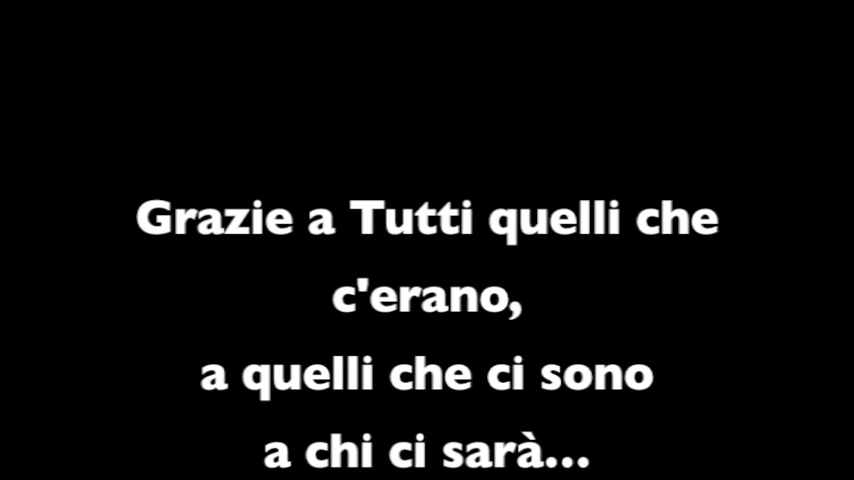 Grazie a Tutti quelli che
c'erano,
a quelli che ci sono
a chi ci sarà...